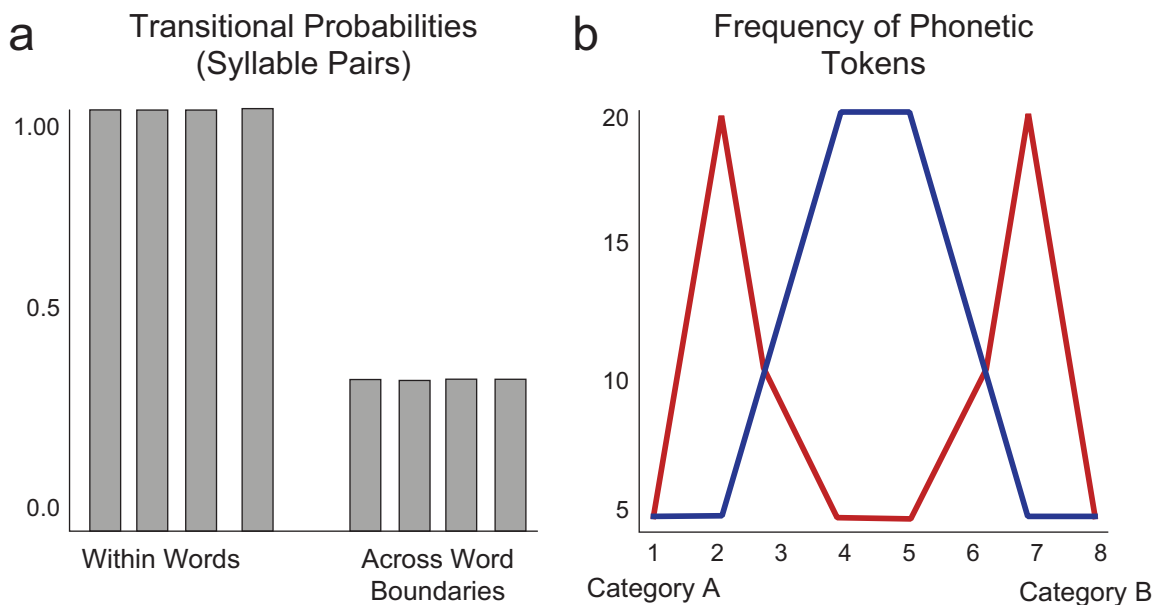 a
Transitional Probabilities
(Syllable Pairs)
1.00
0.5
0.0
Within Words
Across Word
Boundaries
b
Frequency of Phonetic
Tokens
20
15
10
5
1 2 3 4 5 6 7 8
Category A
Category B